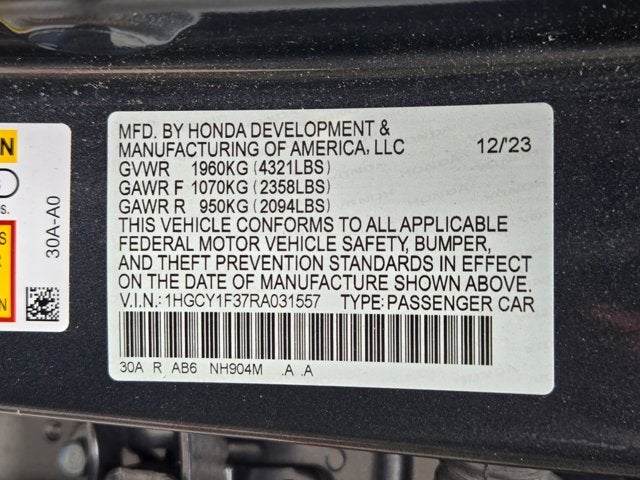 MFD. BY HONDA DEVELOPMENT &
MANUFACTURING OF AMERICA, LLC 12/'23
GVWR 1960KG (4321LBS)
GAWR F 1070KG (2358LBS)
GAWR R 950KG (2094LBS)
THIS VEHICLE CONFORMS TO ALL APPLICABLE
FEDERAL MOTOR VEHICLE SAFETY, BUMPER,
AND THEFT PREVENTION STANDARDS IN EFFECT
ON THE DATE OF MANUFACTURE SHOWN ABOVE.
V.I.N.: 1HGCY1F37RA031557 TYPE: PASSENGER CAR
30A R AB6 NH904M .A .A
30A-A0